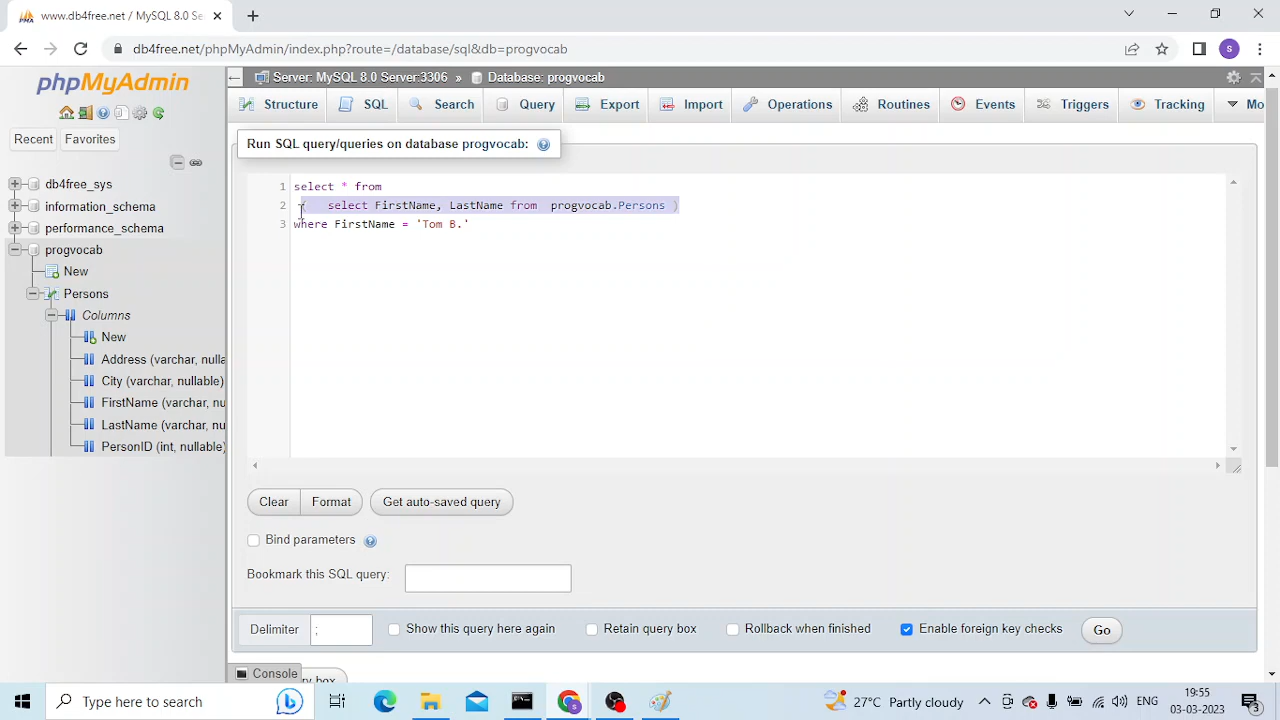 www.db4free.net / MySQL 8.0 Se
db4free.net/phpMyAdmin/index.php?route=/database/sql&db=progvocab
S
phpMyAdmin
Recent Favorites
db4free_sys
information_schema
performance_schema
progvocab
New
Persons
Columns
New
Address (varchar, nulla
City (varchar, nullable)
FirstName (varchar, nu
LastName (varchar, nu
PersonID (int, nullable)
Server: MySQL 8.0 Server:3306 » Database: progvocab
Structure SQL Search Query Export Import Operations Routines Events Triggers Tracking Mo
Run SQL query/queries on database progvocab:
1 select * from
2 ( select FirstName, LastName from progvocab.Persons )
3 where FirstName = 'Tom B.'
Clear Format Get auto-saved query
Bind parameters
Bookmark this SQL query:
Delimiter ; Show this query here again Retain query box Rollback when finished Enable foreign key checks Go
Console ry box
Type here to search
27°C Partly cloudy
19:55
03-03-2023
3